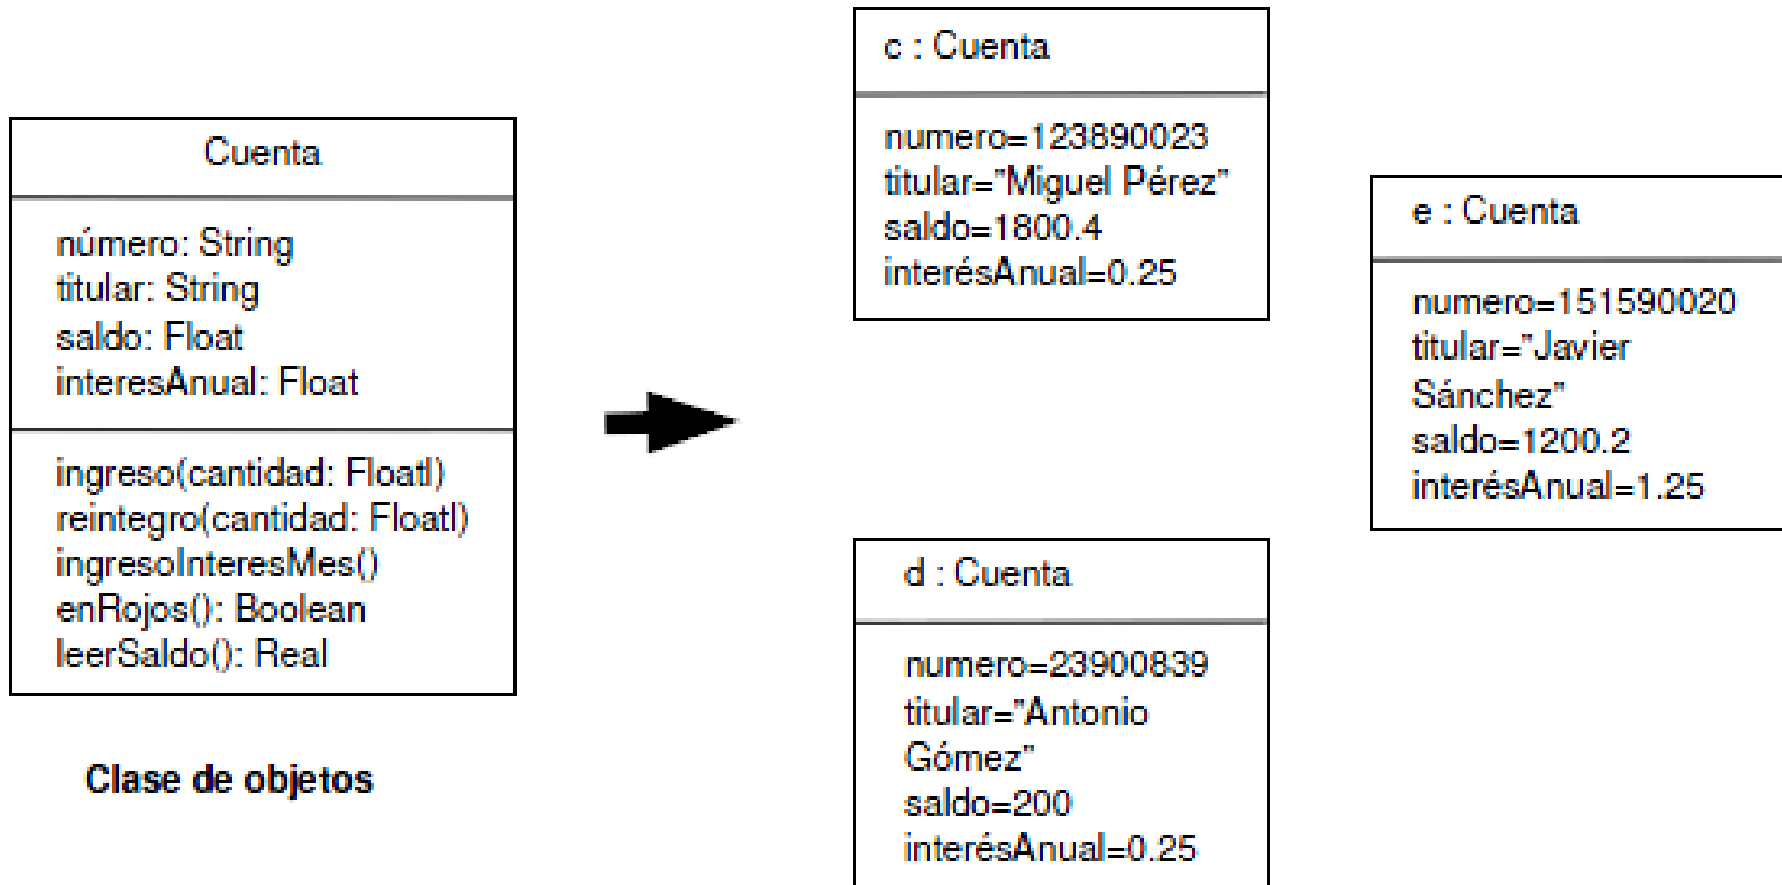 Cuenta
número: String
titular: String
saldo: Float
interesAnual: Float
ingreso(cantidad: Floatl)
reintegro(cantidad: Floatl)
ingresoInteresMes()
enRojos(): Boolean
leerSaldo(): Real
Clase de objetos
c : Cuenta
numero=123890023
titular="Miguel Pérez"
saldo=1800.4
interésAnual=0.25
e : Cuenta
numero=151590020
titular="Javier
Sánchez"
saldo=1200.2
interésAnual=1.25
d : Cuenta
numero=23900839
titular="Antonio
Gómez"
saldo=200
interésAnual=0.25